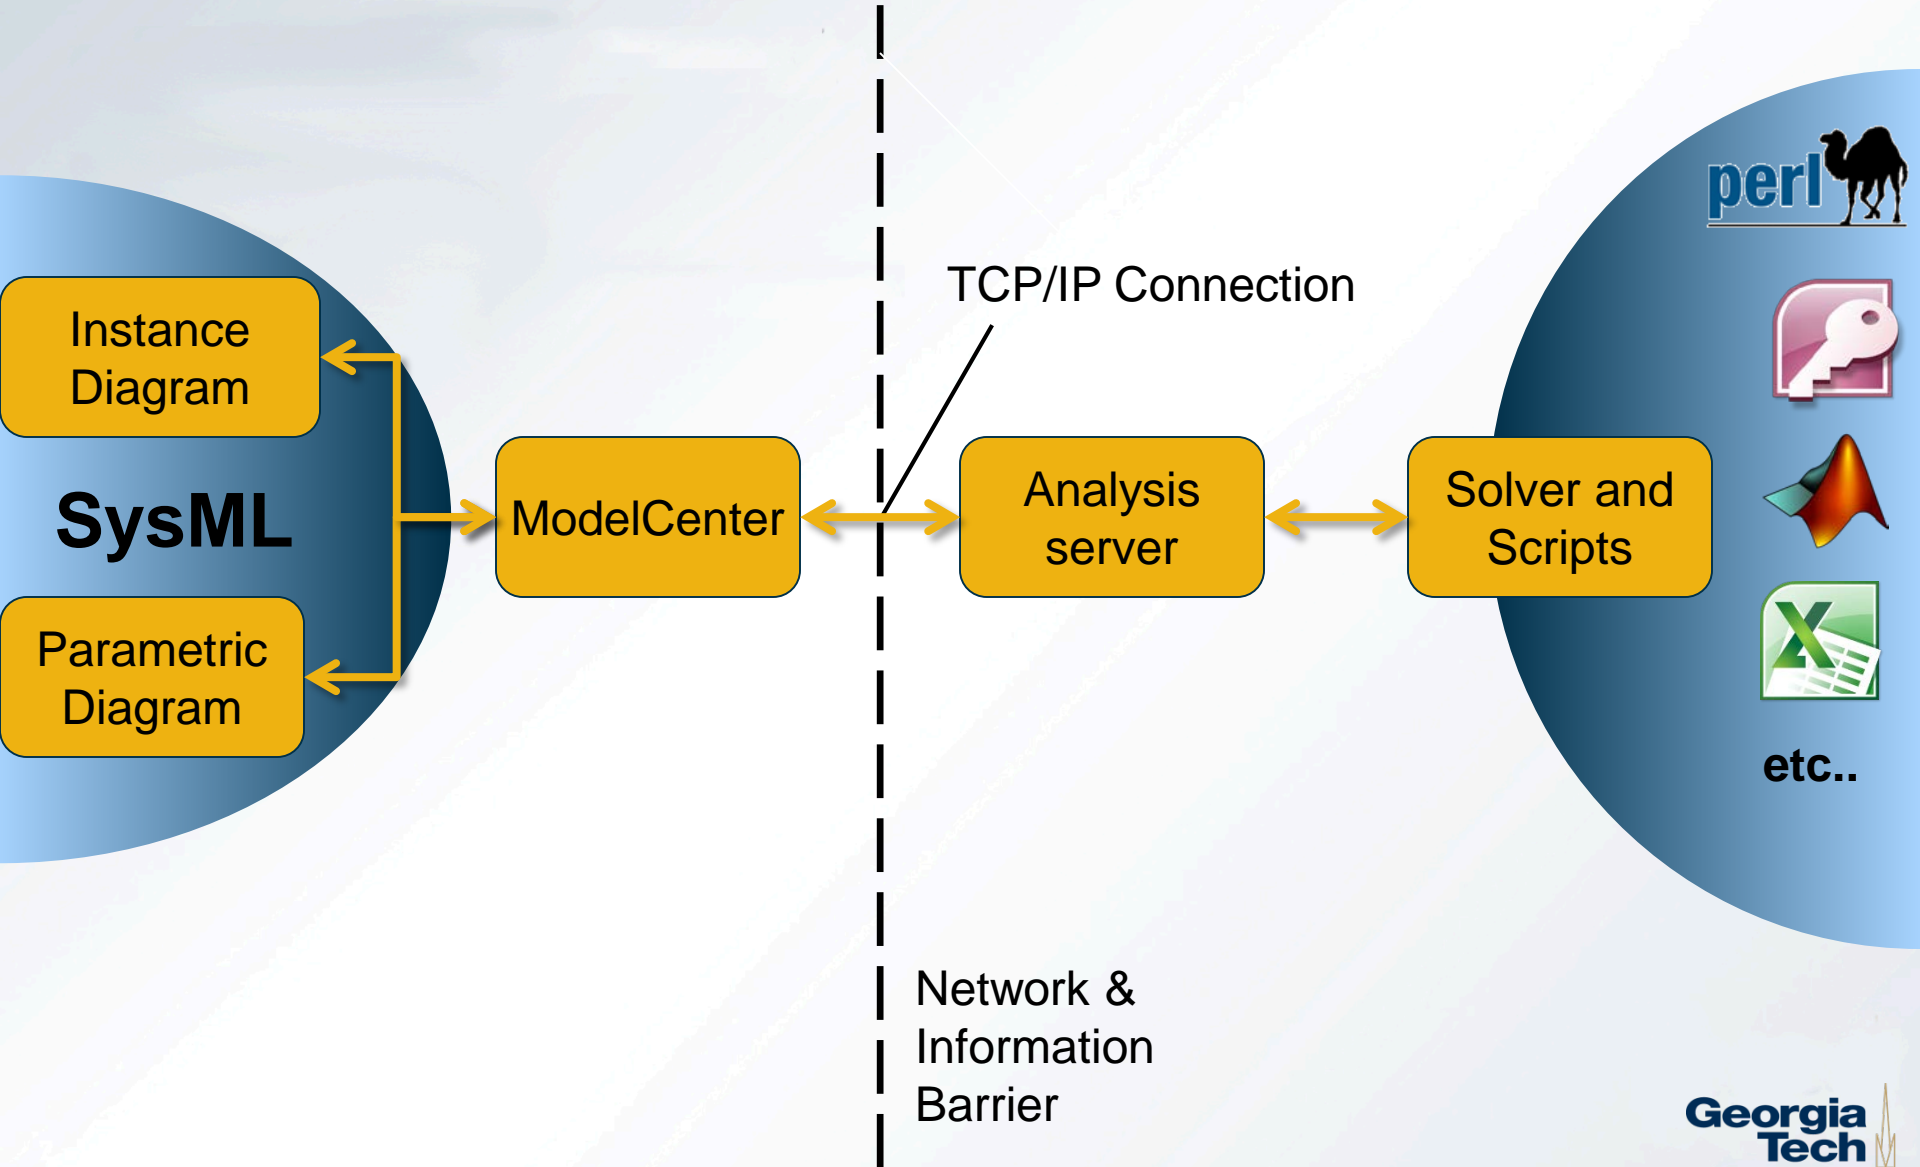 perl
TCP/IP Connection
Instance
Diagram
SysML
ModelCenter
Analysis
server
Solver and
Scripts
Parametric
Diagram
etc..
Network &
Information
Barrier
Georgia
Tech